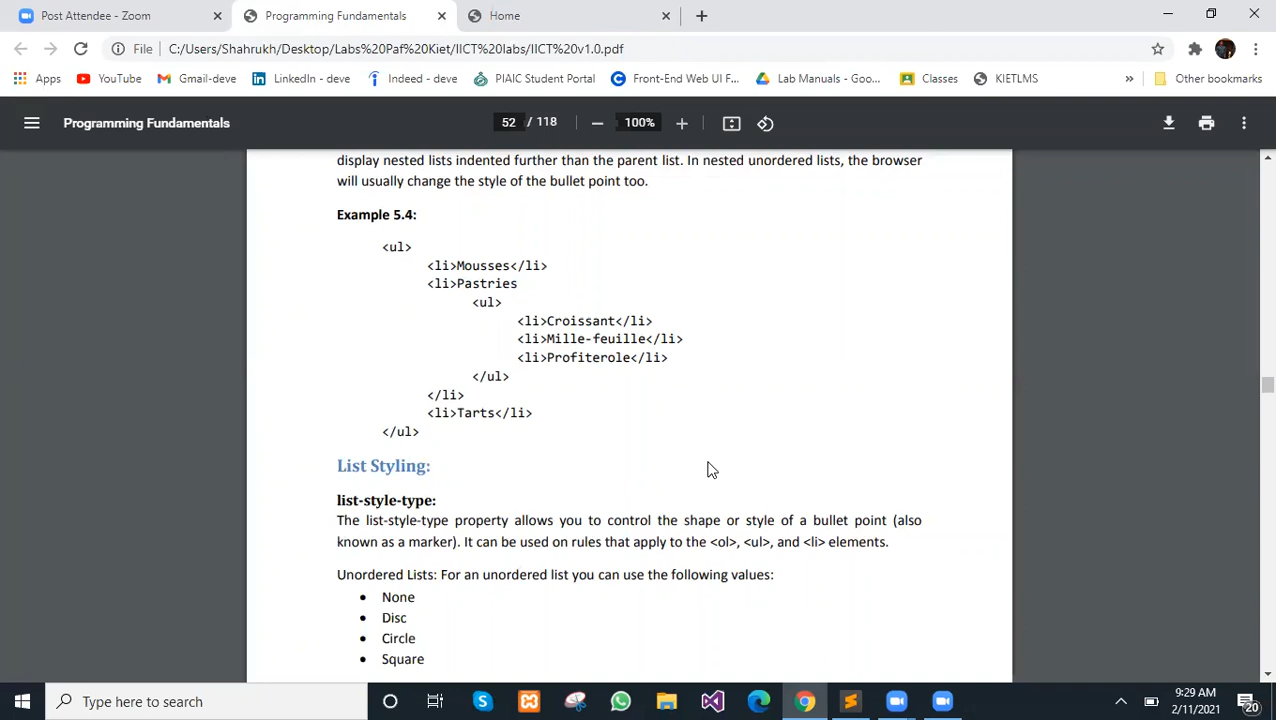 Post Attendee - Zoom
Programming Fundamentals
Home
File
C:/Users/Shahrukh/Desktop/Labs%20Paf%20Kiet/IICT%20labs/IICT%20v1.0.pdf
Apps
YouTube
Gmail-deve
LinkedIn - deve
Indeed - deve
PIAIC Student Portal
Front-End Web UI F...
Lab Manuals - Goo...
Classes
KIETLMS
»
Other bookmarks
Programming Fundamentals
52 / 118
100%
display nested lists indented further than the parent list. In nested unordered lists, the browser
will usually change the style of the bullet point too.
Example 5.4:
<ul>
<li>Mousses</li>
<li>Pastries
<ul>
<li>Croissant</li>
<li>Mille-feuille</li>
<li>Profiterole</li>
</ul>
</li>
<li>Tarts</li>
</ul>
List Styling:
list-style-type:
The list-style-type property allows you to control the shape or style of a bullet point (also
known as a marker). It can be used on rules that apply to the <ol>, <ul>, and <li> elements.
Unordered Lists: For an unordered list you can use the following values:
• None
• Disc
• Circle
• Square
Type here to search
9:29 AM
2/11/2021
20